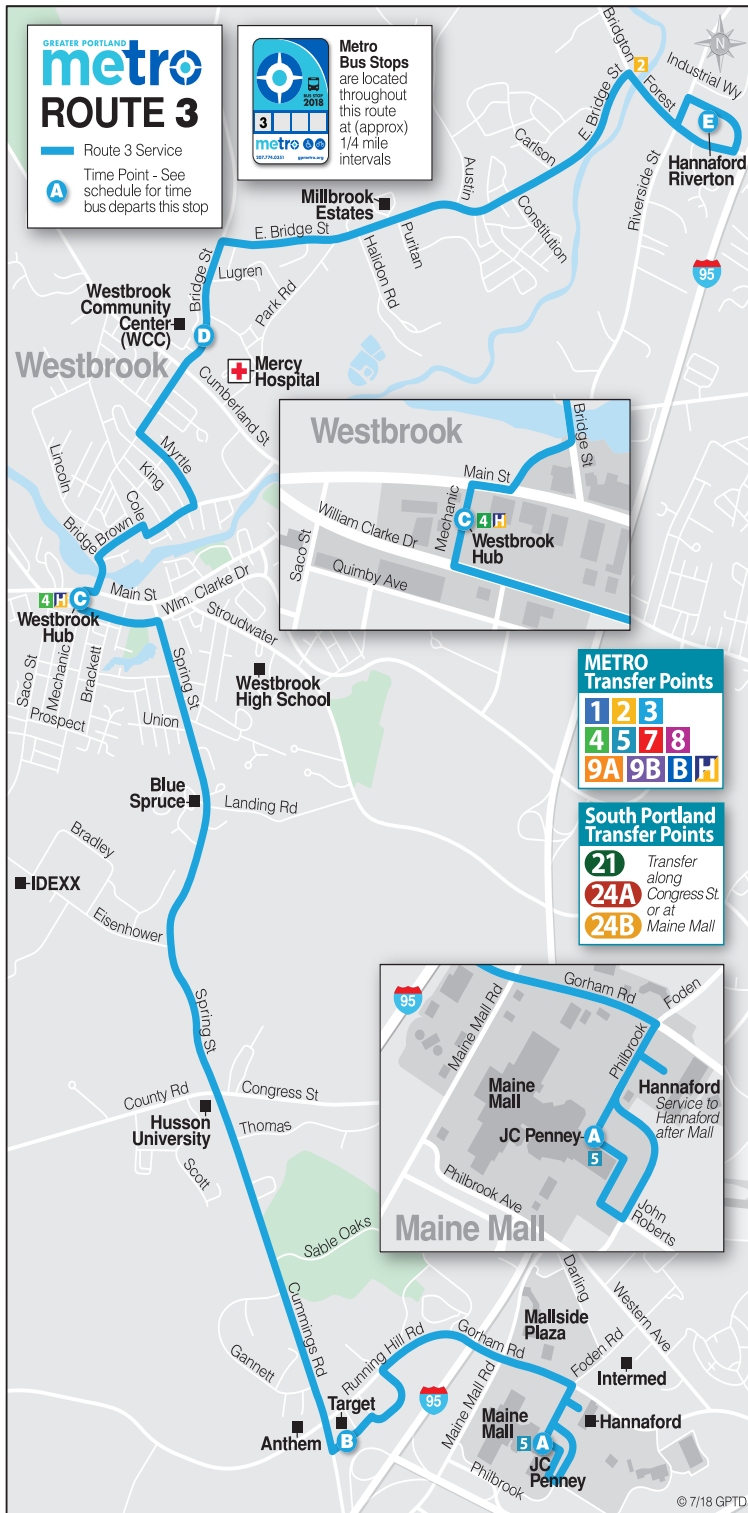 GREATER PORTLAND
metro
ROUTE 3
Route 3 Service
A
Time Point - See
schedule for time
bus departs this stop
BUS STOP
2018
3
metro
207.774.0351
gpmetro.org
Metro
Bus Stops
are located
throughout
this route
at (approx)
1/4 mile
intervals
N
Bridgton
2
Forest
Industrial Wy
E
Hannaford
Riverton
Riverside St
95
E. Bridge St
Carlson
Constitution
Austin
Puritan
Halidon Rd
Millbrook
Estates
E. Bridge St
Bridge St
Lugren
Park Rd
Westbrook
Community
Center
(WCC)
D
Westbrook
Mercy
Hospital
Cumberland St
Lincoln
Myrtle
King
Cole
Brown
Bridge
Main St
Wlm. Clarke Dr
4 H C
Westbrook
Hub
Saco St
Mechanic
Brackett
Prospect
Stroudwater
Spring St
Westbrook
High School
Union
Westbrook
Bridge St
Main St
Mechanic
C 4 H
Westbrook
Hub
William Clarke Dr
Saco St
Quimby Ave
METRO
Transfer Points
1 2 3
4 5 7 8
9A 9B B H
South Portland
Transfer Points
21
24A
24B
Transfer
along
Congress St.
or at
Maine Mall
Blue
Spruce
Landing Rd
Bradley
IDEXX
Eisenhower
Spring St
County Rd
Congress St
Husson
University
Thomas
Scott
Sable Oaks
Cummings Rd
Gannett
95
Maine Mall Rd
Gorham Rd
Foden
Philbrook
Maine
Mall
Hannaford
Service to
Hannaford
after Mall
JC Penney
A
5
Philbrook Ave
John
Roberts
Maine Mall
Running Hill Rd
Gorham Rd
Darling
Mallside
Plaza
Western Ave
Foden Rd
Intermed
Target
Anthem
B
95
Maine Mall Rd
Maine
Mall
Hannaford
5 A
JC
Penney
Philbrook
© 7/18 GPTD